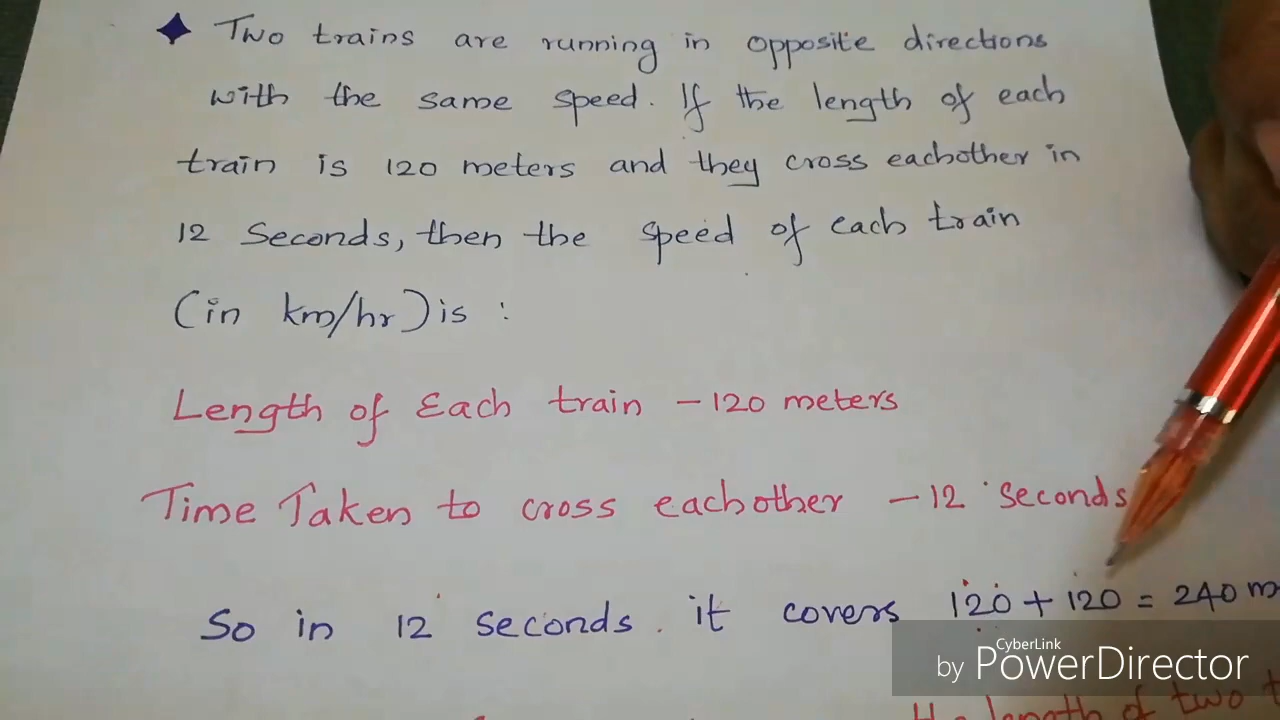 Two trains are running in opposite directions
with the same speed. If the length of each
train is 120 meters and they cross eachother in
12 Seconds, then the speed of each train
(in km/hr) is :
Length of Each train - 120 meters
Time Taken to cross eachother - 12 seconds
So in 12 seconds. it covers 120 + 120 = 240 m
CyberLink
by PowerDirector
length of two